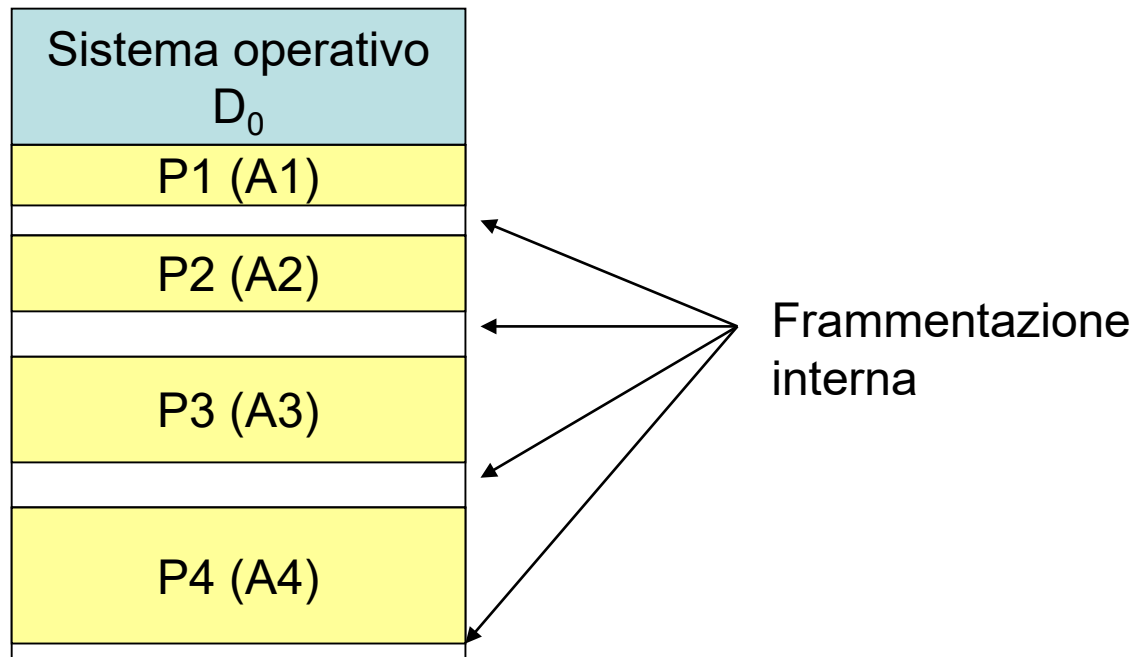 Sistema operativo
D₀
P1 (A1)
P2 (A2)
P3 (A3)
P4 (A4)
Frammentazione
interna